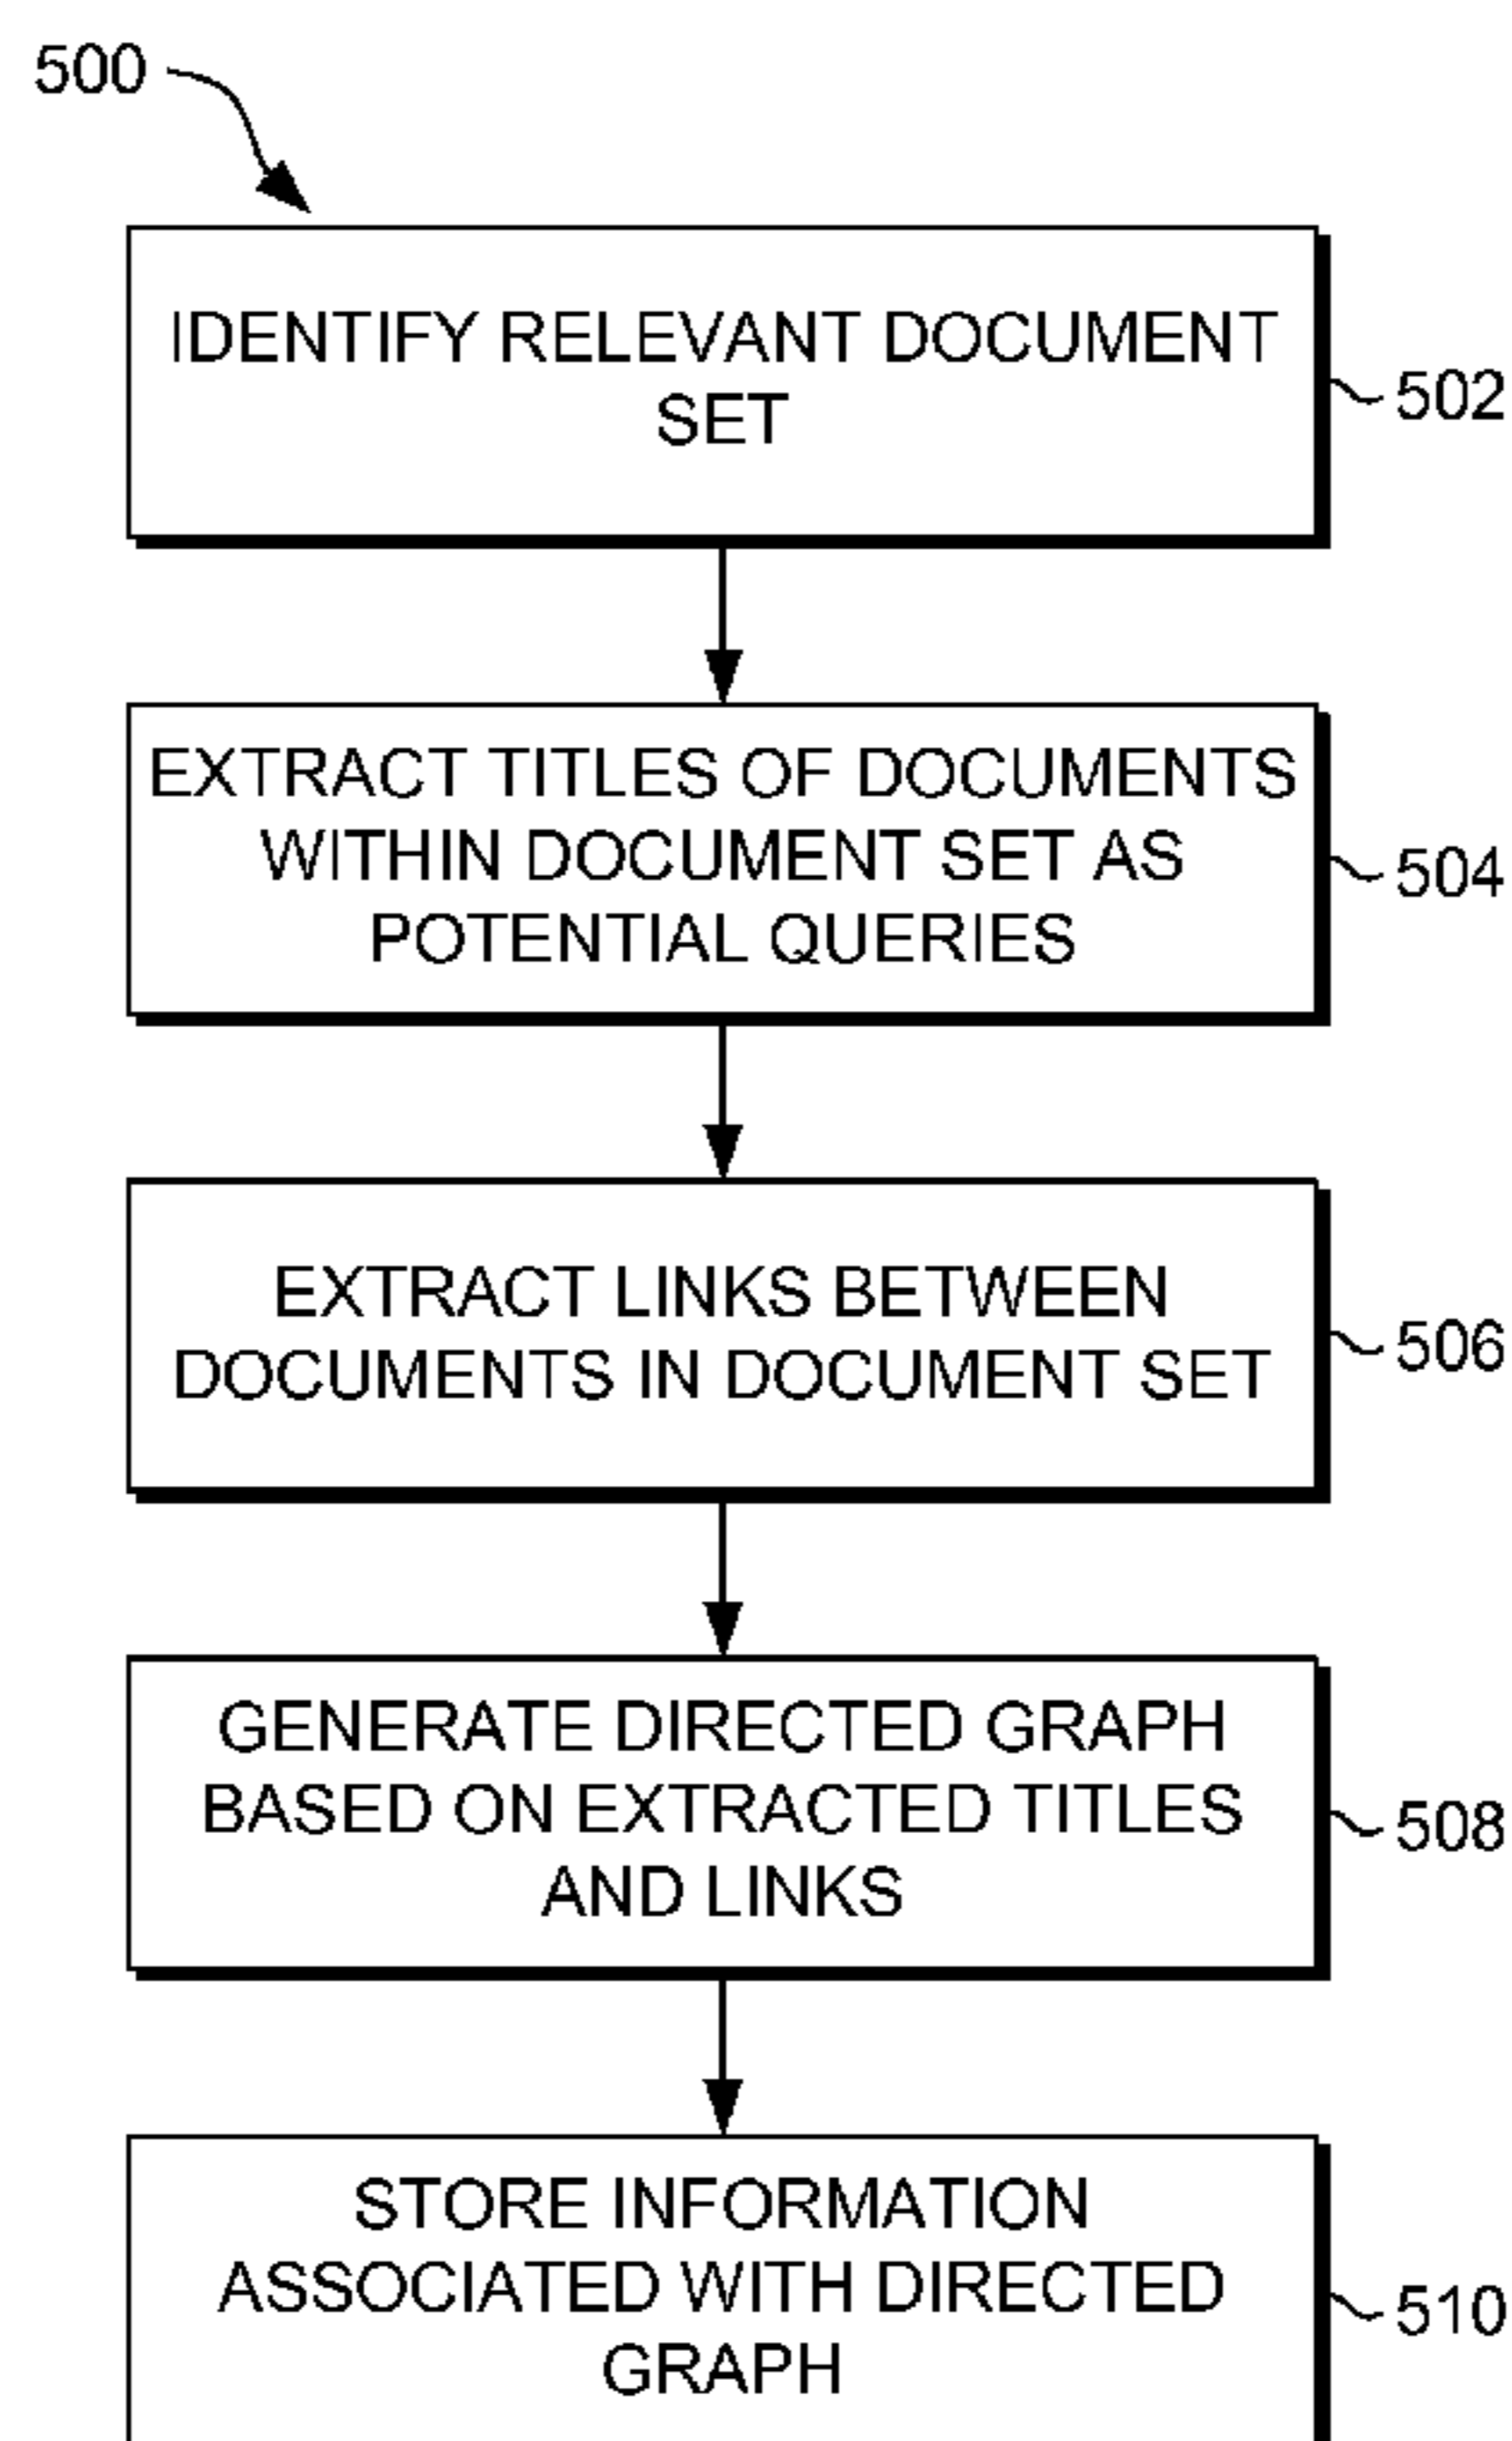 500
IDENTIFY RELEVANT DOCUMENT
SET
502
EXTRACT TITLES OF DOCUMENTS
WITHIN DOCUMENT SET AS
POTENTIAL QUERIES
504
EXTRACT LINKS BETWEEN
DOCUMENTS IN DOCUMENT SET
506
GENERATE DIRECTED GRAPH
BASED ON EXTRACTED TITLES
AND LINKS
508
STORE INFORMATION
ASSOCIATED WITH DIRECTED
GRAPH
510